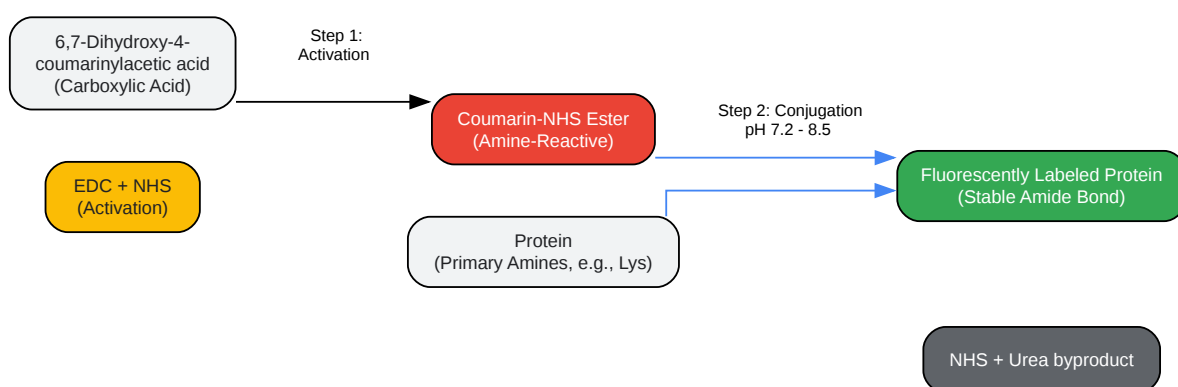 6,7-Dihydroxy-4-
coumarinylacetic acid
(Carboxylic Acid)
Step 1:
Activation
EDC + NHS
(Activation)
Coumarin-NHS Ester
(Amine-Reactive)
Step 2: Conjugation
pH 7.2 - 8.5
Protein
(Primary Amines, e.g., Lys)
Fluorescently Labeled Protein
(Stable Amide Bond)
NHS + Urea byproduct